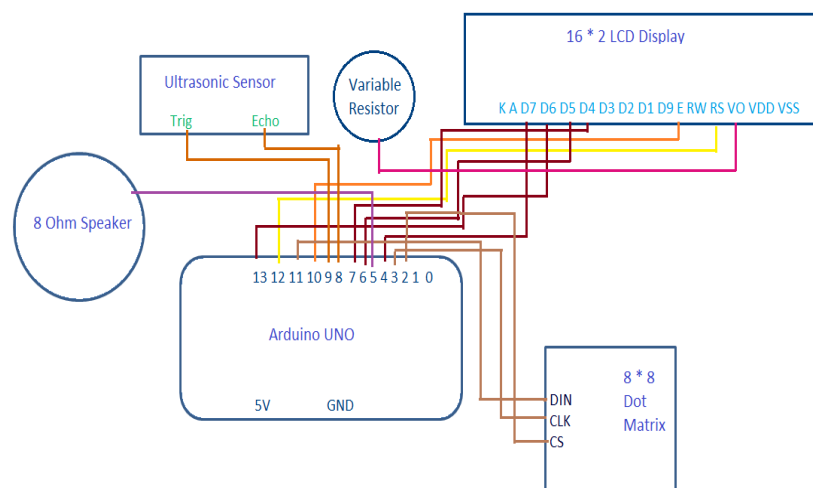 16 * 2 LCD Display
Ultrasonic Sensor
Variable
Resistor
K A D7 D6 D5 D4 D3 D2 D1 D9 E RW RS VO VDD VSS
Trig Echo
8 Ohm Speaker
13 12 11 10 9 8 7 6 5 4 3 2 1 0
Arduino UNO
5V GND
8 * 8
Dot
Matrix
DIN
CLK
CS